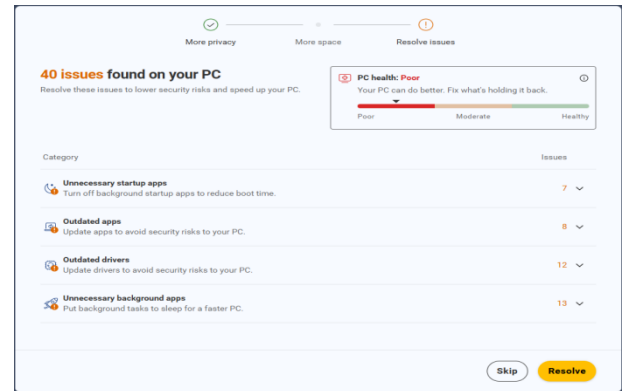 More privacy
More space
Resolve issues
40 issues found on your PC
Resolve these issues to lower security risks and speed up your PC.
PC health: Poor
Your PC can do better. Fix what's holding it back.
Poor Moderate Healthy
Category Issues
Unnecessary startup apps
Turn off background startup apps to reduce boot time.
7
Outdated apps
Update apps to avoid security risks to your PC.
8
Outdated drivers
Update drivers to avoid security risks to your PC.
12
Unnecessary background apps
Put background tasks to sleep for a faster PC.
13
Skip Resolve